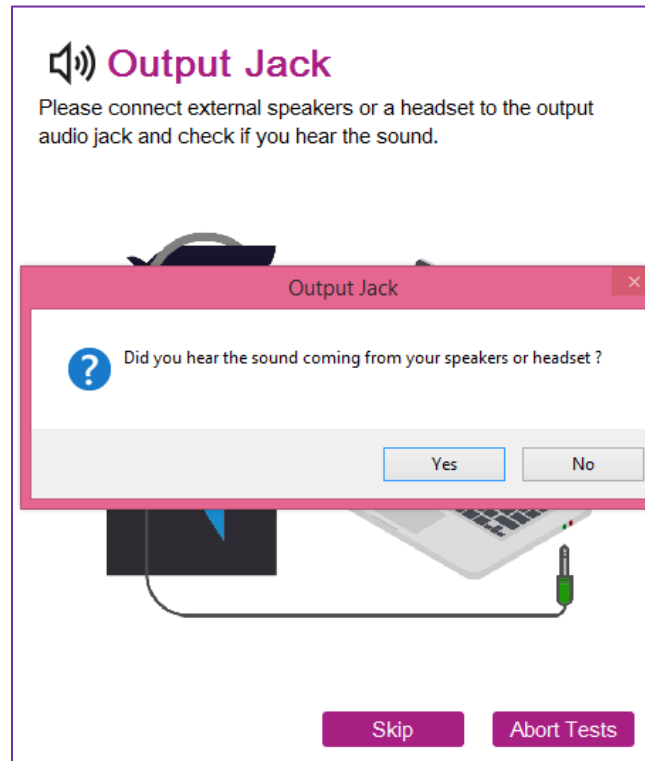 Output Jack
Please connect external speakers or a headset to the output
audio jack and check if you hear the sound.
Output Jack
?
Did you hear the sound coming from your speakers or headset ?
Yes No
Skip Abort Tests